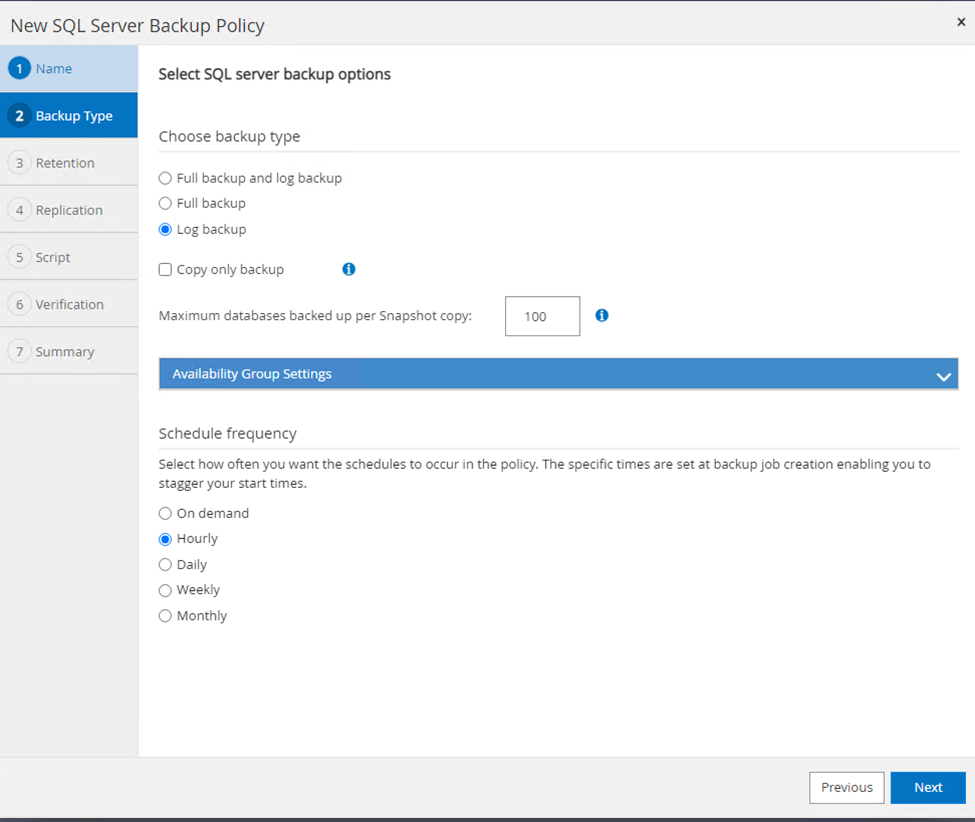 New SQL Server Backup Policy
×
1 Name
2 Backup Type
3 Retention
4 Replication
5 Script
6 Verification
7 Summary
Select SQL server backup options
Choose backup type
Full backup and log backup
Full backup
Log backup
Copy only backup
Maximum databases backed up per Snapshot copy: 100
Availability Group Settings
Schedule frequency
Select how often you want the schedules to occur in the policy. The specific times are set at backup job creation enabling you to
stagger your start times.
On demand
Hourly
Daily
Weekly
Monthly
Previous Next